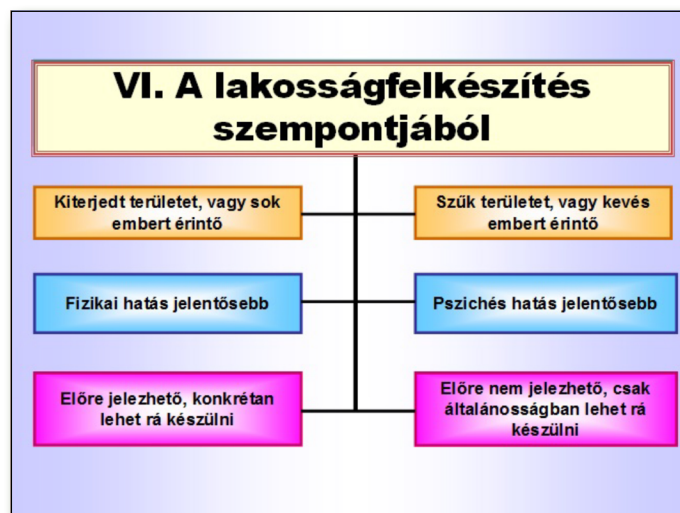 VI. A lakosságfelkészítés
szempontjából
Kiterjedt területet, vagy sok
embert érintő
Szűk területet, vagy kevés
embert érintő
Fizikai hatás jelentősebb
Pszichés hatás jelentősebb
Előre jelezhető, konkrétan
lehet rá készülni
Előre nem jelezhető, csak
általánosságban lehet rá
készülni